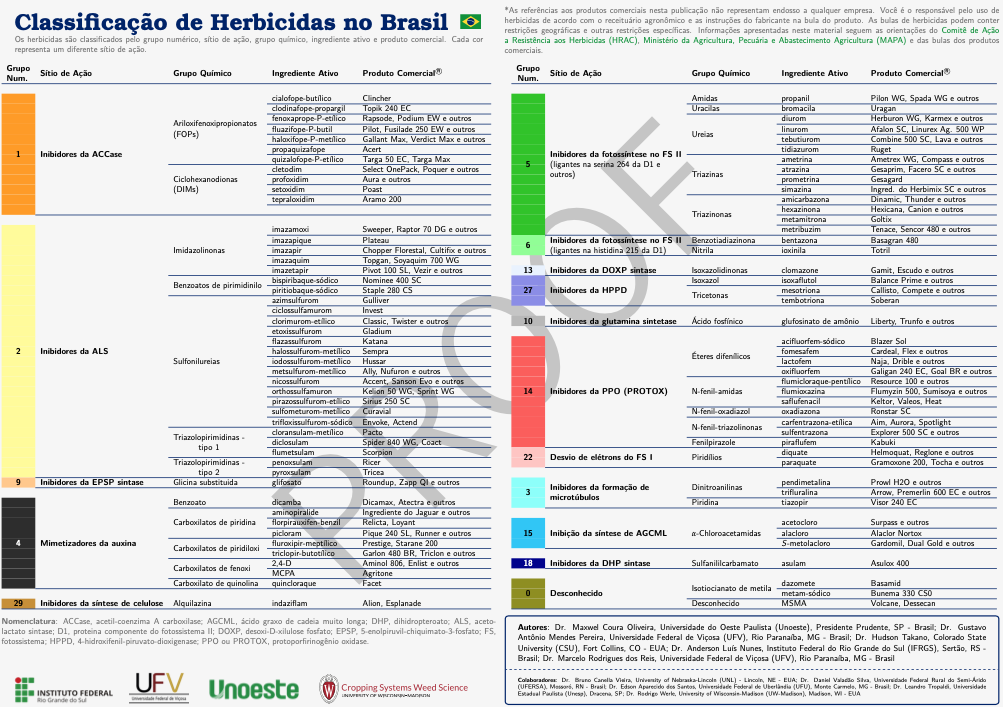 Classificação de Herbicidas no Brasil
Os herbicidas são classificados pelo grupo numérico, sítio de ação, grupo químico, ingrediente ativo e produto comercial. Cada cor
representa um diferente sítio de ação.
Grupo Num. Sítio de Ação Grupo Químico Ingrediente Ativo Produto Comercial®
cialofope-butílico Clincher
clodinafope-propargil Topik 240 EC
fenoxaprope-P-etílico Rapsode, Podium EW e outros
Ariloxifenoxipropionatos (FOPs) fluazifope-P-butil Pilot, Fusilade 250 EW e outros
haloxifope-P-metílico Gallant Max, Verdict Max e outros
propaquizafope Acert
1 Inibidores da ACCase quizalofope-P-etílico Targa 50 EC, Targa Max
cletodim Select OnePack, Poquer e outros
Ciclohexanodionas (DIMs) profoxidim Aura e outros
setoxidim Poast
tepraloxidim Aramo 200
imazamoxi Sweeper, Raptor 70 DG e outros
imazapique Plateau
Imidazolinonas imazapir Chopper Florestal, Cultifix e outros
imazaquim Topgan, Soyaquim 700 WG
imazetapir Pivot 100 SL, Vezir e outros
Benzoatos de pirimidinilo bispiribaque-sódico Nominee 400 SC
piritiobaque-sódico Staple 280 CS
azimsulfurom Gulliver
ciclossulfamurom Invest
clorimurom-etílico Classic, Twister e outros
etoxissulfurom Gladium
flazassulfurom Katana
2 Inibidores da ALS halossulfurom-metílico Sempra
Sulfonilureias iodossulfurom-metílico Hussar
metsulfurom-metílico Ally, Nufuron e outros
nicossulfurom Accent, Sanson Evo e outros
orthossulfamuron Kelion 50 WG, Sprint WG
pirazossulfurom-etílico Sirius 250 SC
sulfometurom-metílico Curavial
trifloxissulfurom-sódico Envoke, Actend
Triazolopirimidinas - tipo 1 cloransulam-metílico Pacto
diclosulam Spider 840 WG, Coact
flumetsulam Scorpion
Triazolopirimidinas - tipo 2 penoxsulam Ricer
pyroxsulam Tricea
9 Inibidores da EPSP sintase Glicina substituida glifosato Roundup, Zapp QI e outros
Benzoato dicamba Dicamax, Atectra e outros
aminopiralide Ingrediente do Jaguar e outros
Carboxilatos de piridina florpirauxifen-benzil Relicta, Loyant
picloram Pique 240 SL, Runner e outros
4 Mimetizadores da auxina Carboxilatos de piridiloxi fluroxipir-meptílico Prestige, Starane 200
triclopir-butotílico Garlon 480 BR, Triclon e outros
Carboxilatos de fenoxi 2,4-D Aminol 806, Enlist e outros
MCPA Agritone
Carboxilato de quinolina quincloraque Facet
29 Inibidores da síntese de celulose Alquilazina indaziflam Alion, Esplanade
Nomenclatura: ACCase, acetil-coenzima A carboxilase; AGCML, ácido graxo de cadeia muito longa; DHP, dihidropteroato; ALS, aceto-
lactato sintase; D1, proteina componente do fotossistema II; DOXP, desoxi-D-xilulose fosfato; EPSP, 5-enolpiruvil-chiquimato-3-fosfato; FS,
fotossistema; HPPD, 4-hidroxifenil-piruvato-dioxigenase; PPO ou PROTOX, protoporfirinogênio oxidase.
INSTITUTO FEDERAL
Rio Grande do Sul
UFV
Universidade Federal de Viçosa
Unoeste
Cropping Systems Weed Science
UNIVERSITY OF WISCONSIN-MADISON
*As referências aos produtos comerciais nesta publicação não representam endosso a qualquer empresa. Você é o responsável pelo uso de
herbicidas de acordo com o receituário agronômico e as instruções do fabricante na bula do produto. As bulas de herbicidas podem conter
restrições geográficas e outras restrições específicas. Informações apresentadas neste material seguem as orientações do Comitê de Ação
a Resistência aos Herbicidas (HRAC), Ministério da Agricultura, Pecuária e Abastecimento Agricultura (MAPA) e das bulas dos produtos
comerciais.
Grupo Num. Sítio de Ação Grupo Químico Ingrediente Ativo Produto Comercial®
Amidas propanil Pilon WG, Spada WG e outros
Uracilas bromacila Uragan
diurom Herburon WG, Karmex e outros
Ureias linurom Afalon SC, Linurex Ag. 500 WP
tebutiurom Combine 500 SC, Lava e outros
tidiazurom Ruget
5 Inibidores da fotossíntese no FS II (ligantes na serina 264 da D1 e outros) ametrina Ametrex WG, Compass e outros
Triazinas atrazina Gesaprim, Facero SC e outros
prometrina Gesagard
simazina Ingred. do Herbimix SC e outros
amicarbazona Dinamic, Thunder e outros
Triazinonas hexazinona Hexicana, Canion e outros
metamitrona Goltix
metribuzim Tenace, Sencor 480 e outros
6 Inibidores da fotossíntese no FS II (ligantes na histidina 215 da D1) Benzotiadiazinona bentazona Basagran 480
Nitrila ioxinila Totril
13 Inibidores da DOXP sintase Isoxazolidinonas clomazone Gamit, Escudo e outros
27 Inibidores da HPPD Isoxazol isoxaflutol Balance Prime e outros
Tricetonas mesotriona Callisto, Compete e outros
tembotriona Soberan
10 Inibidores da glutamina sintetase Ácido fosfínico glufosinato de amônio Liberty, Trunfo e outros
acifluorfem-sódico Blazer Sol
Éteres difenílicos fomesafem Cardeal, Flex e outros
lactofem Naja, Drible e outros
oxifluorfem Galigan 240 EC, Goal BR e outros
flumicloraque-pentílico Resource 100 e outros
14 Inibidores da PPO (PROTOX) N-fenil-amidas flumioxazina Flumyzin 500, Sumisoya e outros
saflufenacil Keltor, Valeos, Heat
N-fenil-oxadiazol oxadiazona Ronstar SC
N-fenil-triazolinonas carfentrazona-etílica Aim, Aurora, Spotlight
sulfentrazona Explorer 500 SC e outros
Fenilpirazole piraflufem Kabuki
22 Desvio de elétrons do FS I Piridílios diquate Helmoquat, Reglone e outros
paraquate Gramoxone 200, Tocha e outros
3 Inibidores da formação de microtúbulos Dinitroanilinas pendimetalina Prowl H2O e outros
trifluralina Arrow, Premerlin 600 EC e outros
Piridina tiazopir Visor 240 EC
acetocloro Surpass e outros
15 Inibição da síntese de AGCML α-Cloroacetamidas alaclor Alaclor Nortox
S-metolacloro Gardomil, Dual Gold e outros
18 Inibidores da DHP sintase Sulfanililcarbamato asulam Asulox 400
0 Desconhecido Isotiocianato de metila dazomete Basamid
metam-sódico Bunema 330 CS0
Desconhecido MSMA Volcane, Dessecan
Autores: Dr. Maxwel Coura Oliveira, Universidade do Oeste Paulista (Unoeste), Presidente Prudente, SP - Brasil; Dr. Gustavo
Antônio Mendes Pereira, Universidade Federal de Viçosa (UFV), Rio Paranaíba, MG - Brasil; Dr. Hudson Takano, Colorado State
University (CSU), Fort Collins, CO - EUA; Dr. Anderson Luís Nunes, Instituto Federal do Rio Grande do Sul (IFRGS), Sertão, RS -
Brasil; Dr. Marcelo Rodrigues dos Reis, Universidade Federal de Viçosa (UFV), Rio Paranaíba, MG - Brasil
Colaboradores: Dr. Bruno Canella Vieira, University of Nebraska-Lincoln (UNL) - Lincoln, NE - EUA; Dr. Daniel Valadão Silva, Universidade Federal Rural do Semi-Árido
(UFERSA), Mossoró, RN - Brasil; Dr. Edson Aparecido dos Santos, Universidade Federal de Uberlândia (UFU), Monte Carmelo, MG - Brasil; Dr. Leandro Tropaldi, Universidade
Estadual Paulista (Unesp), Dracena, SP; Dr. Rodrigo Werle, University of Wisconsin-Madison (UW-Madison), Madison, WI - EUA
PROOF